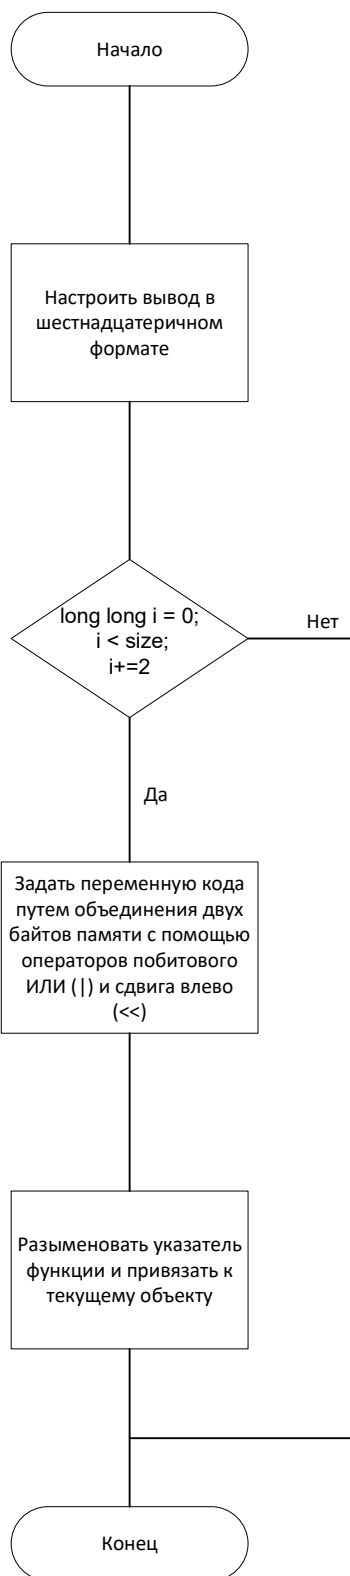 Начало
Настроить вывод в
шестнадцатеричном
формате
long long i = 0;
i < size;
i+=2
Нет
Да
Задать переменную кода
путем объединения двух
байтов памяти с помощью
операторов побитового
ИЛИ (|) и сдвига влево
(<<)
Разыменовать указатель
функции и привязать к
текущему объекту
Конец